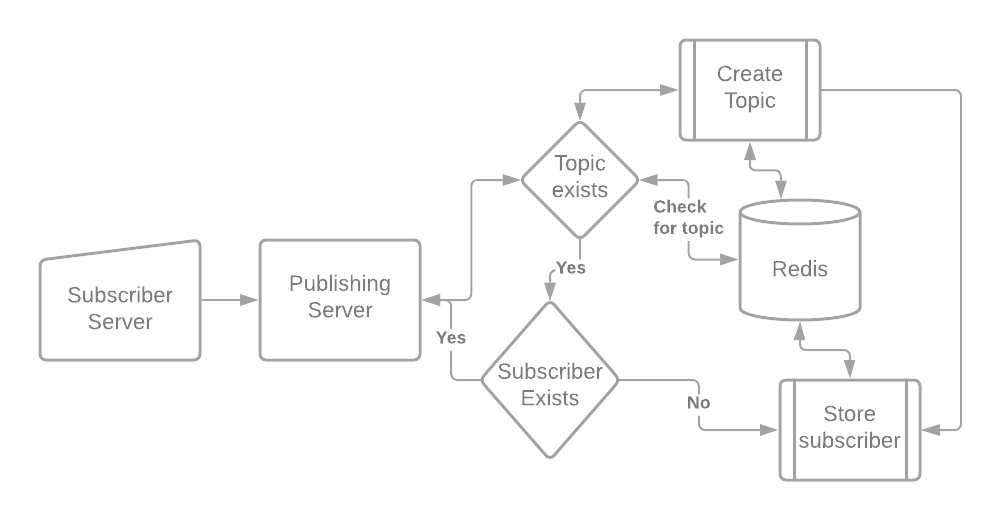 Create
Topic
Topic
exists
Check
for topic
Yes
Redis
Subscriber
Server
Publishing
Server
Yes
Subscriber
Exists
No
Store
subscriber